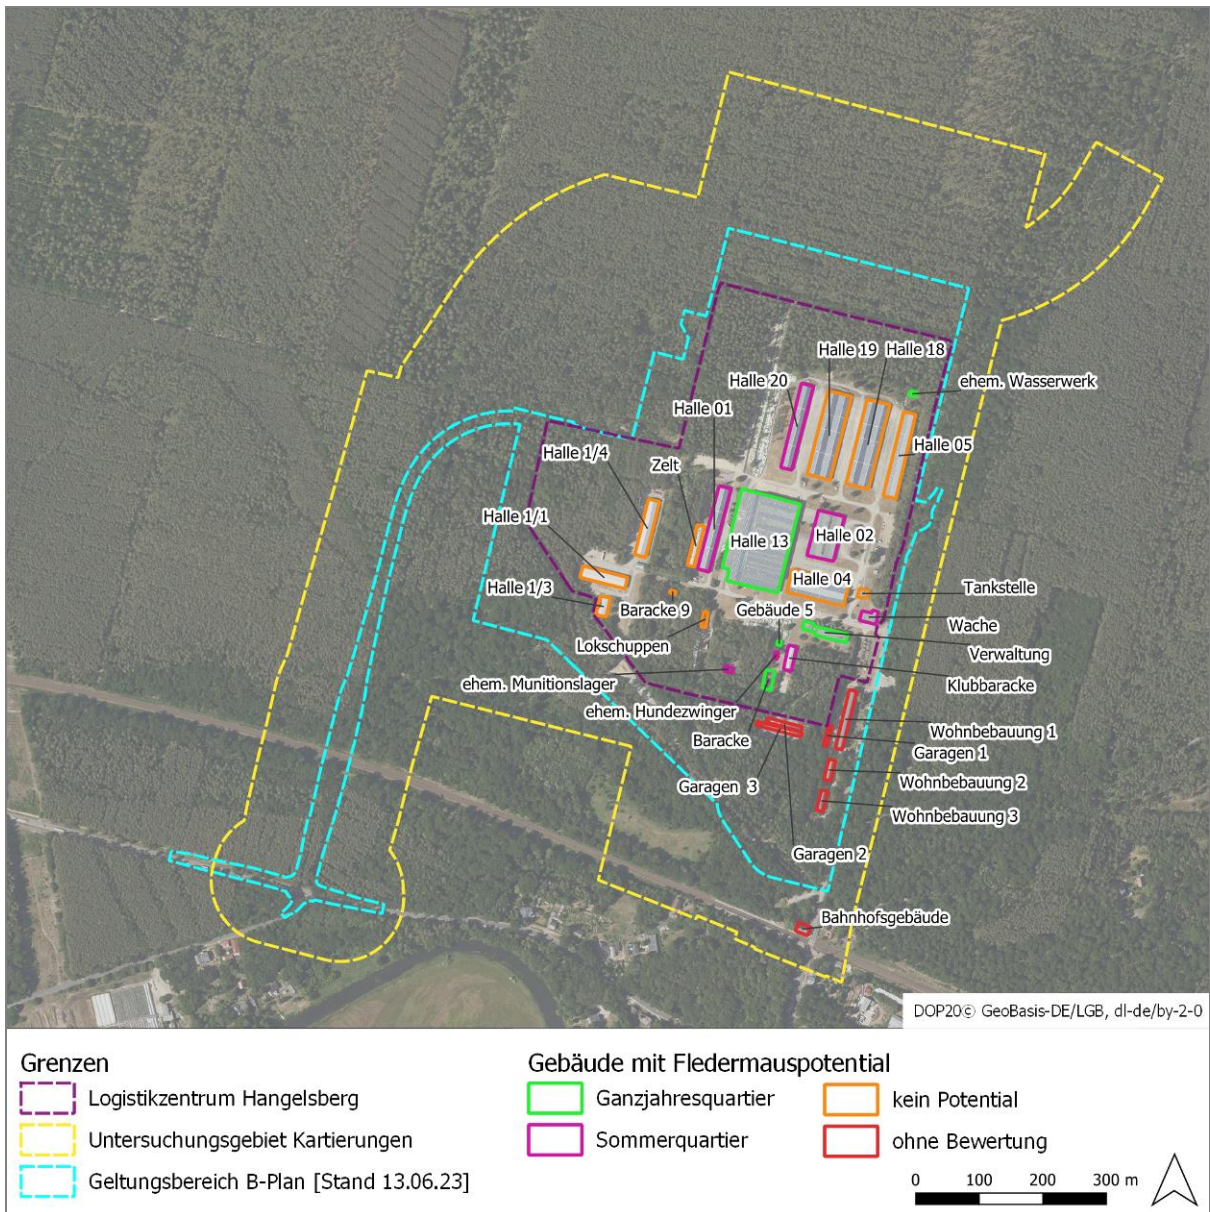 Halle 19
Halle 18
Halle 20
ehem. Wasserwerk
Halle 01
Halle 05
Halle 1/4
Zelt
Halle 1/1
Halle 13
Halle 02
Halle 04
Halle 1/3
Tankstelle
Baracke 9
Gebäude 5
Wache
Lokschuppen
Verwaltung
ehem. Munitionslager
Klubbaracke
ehem. Hundezwinger
Baracke
Wohnbebauung 1
Garagen 1
Garagen 3
Wohnbebauung 2
Wohnbebauung 3
Garagen 2
Bahnhofsgebäude
DOP20© GeoBasis-DE/LGB, dl-de/by-2-0
Grenzen
Logistikzentrum Hangelsberg
Untersuchungsgebiet Kartierungen
Geltungsbereich B-Plan [Stand 13.06.23]
Gebäude mit Fledermauspotential
Ganzjahresquartier
Sommerquartier
kein Potential
ohne Bewertung
0 100 200 300 m